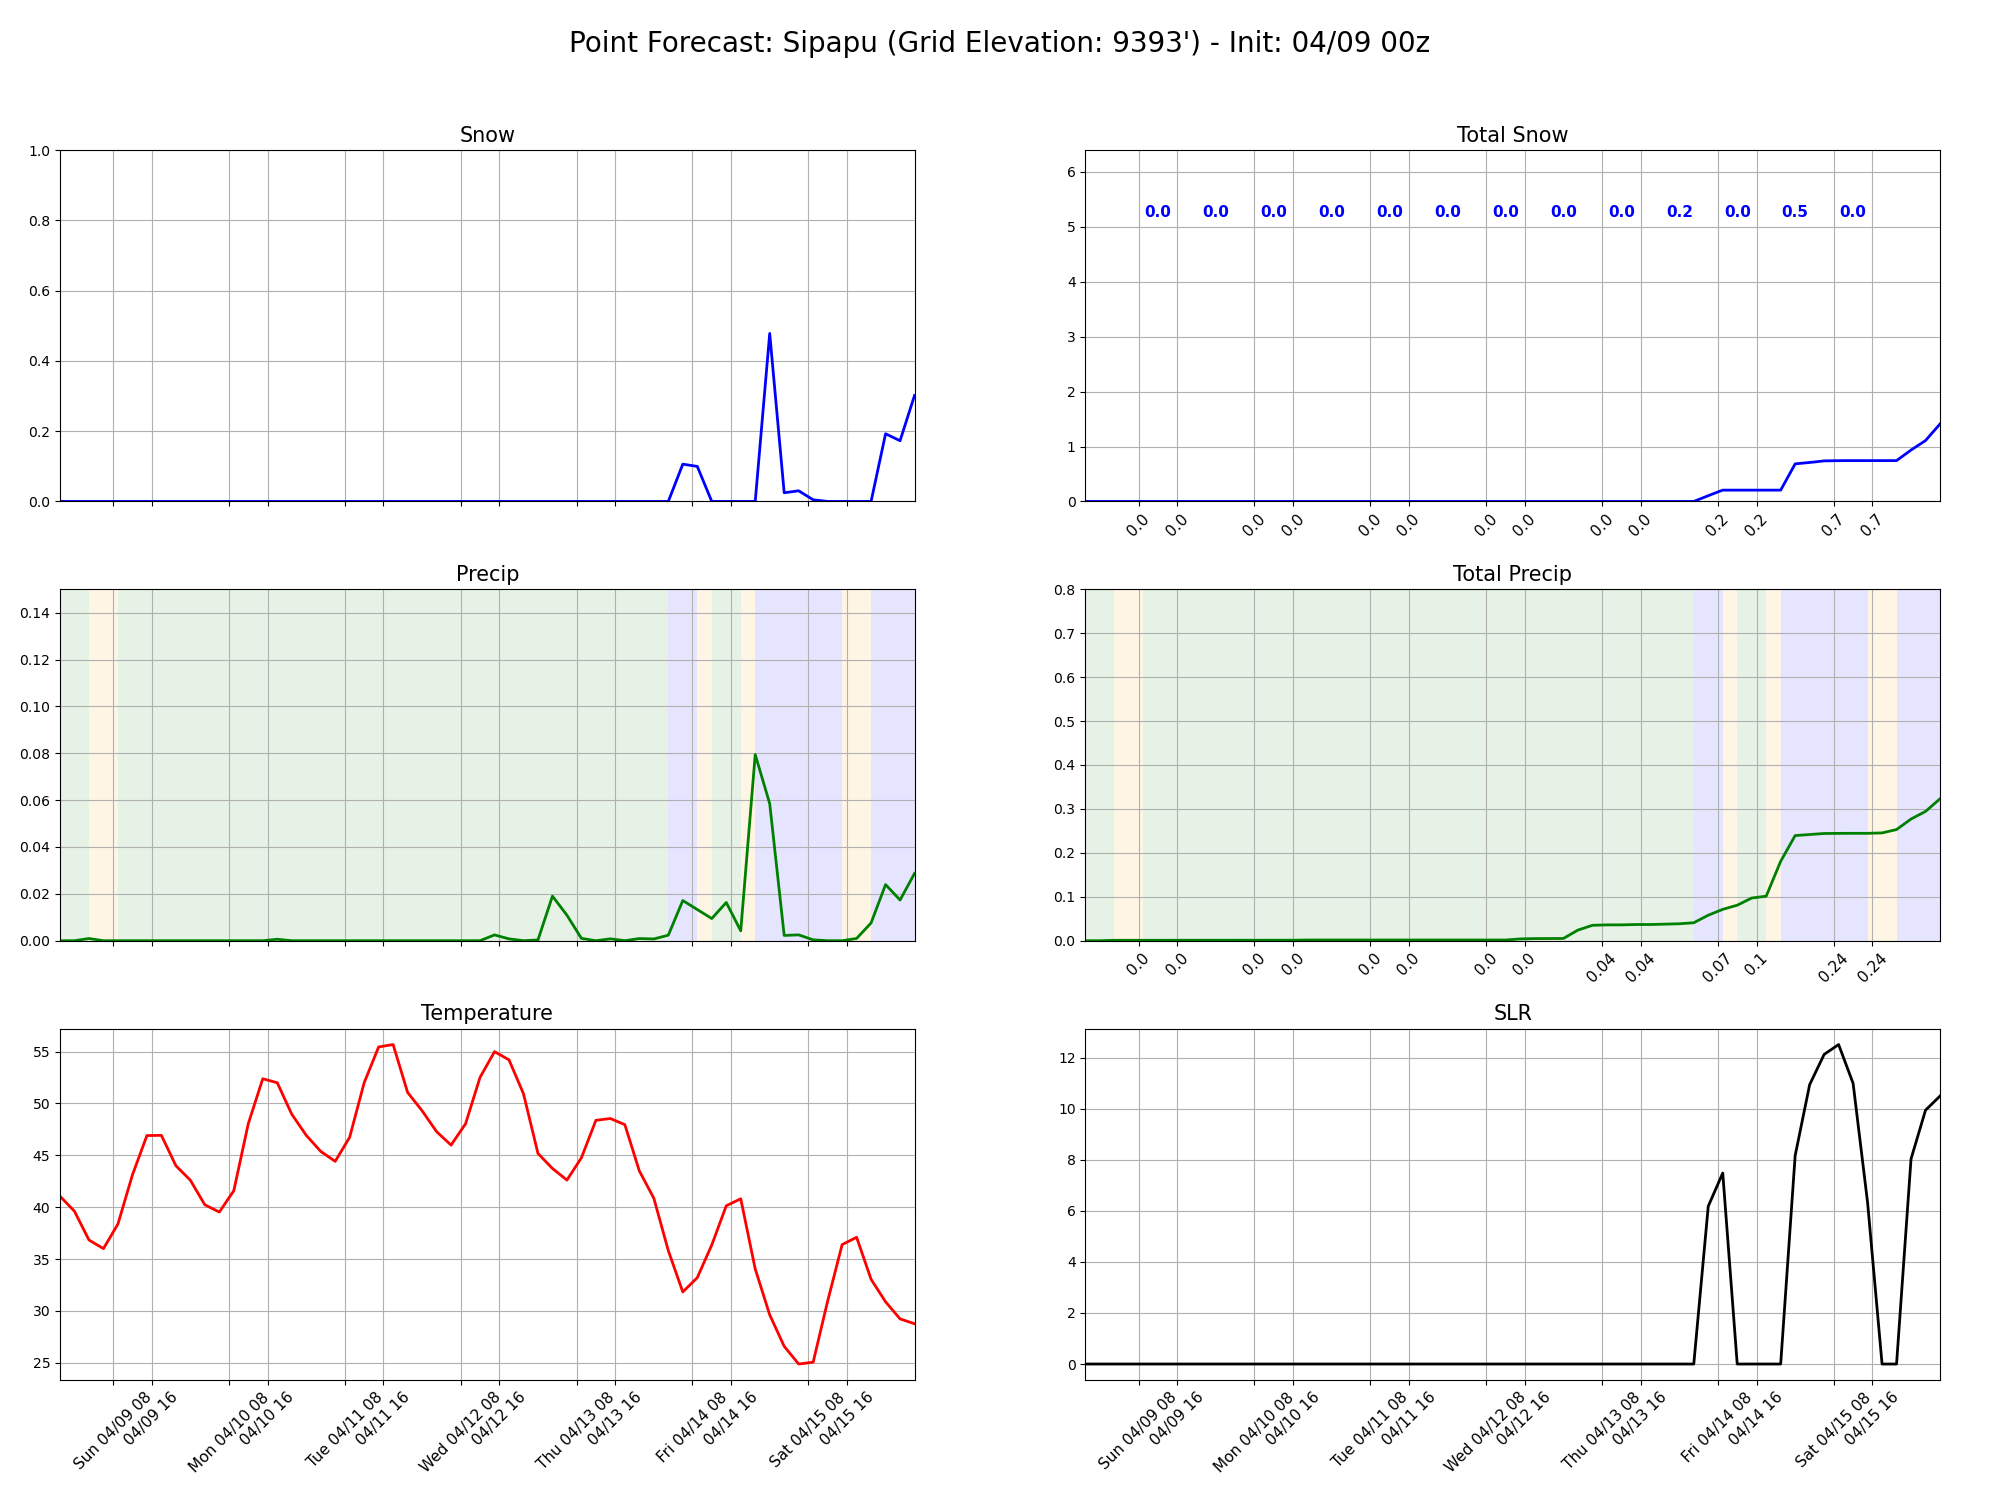 Point Forecast: Sipapu (Grid Elevation: 9393') - Init: 04/09 00z
Snow
1.0
0.8
0.6
0.4
0.2
0.0
Total Snow
6
5
4
3
2
1
0
0.0 0.0 0.0 0.0 0.0 0.0 0.0 0.0 0.0 0.2 0.0 0.5 0.0
0.0 0.0 0.0 0.0 0.0 0.0 0.0 0.0 0.0 0.0 0.2 0.2 0.7 0.7
Precip
0.14
0.12
0.10
0.08
0.06
0.04
0.02
0.00
Total Precip
0.8
0.7
0.6
0.5
0.4
0.3
0.2
0.1
0.0
0.0 0.0 0.0 0.0 0.0 0.0 0.0 0.0 0.04 0.04 0.07 0.1 0.24 0.24
Temperature
55
50
45
40
35
30
25
Sun 04/09 08
04/09 16
Mon 04/10 08
04/10 16
Tue 04/11 08
04/11 16
Wed 04/12 08
04/12 16
Thu 04/13 08
04/13 16
Fri 04/14 08
04/14 16
Sat 04/15 08
04/15 16
SLR
12
10
8
6
4
2
0
Sun 04/09 08
04/09 16
Mon 04/10 08
04/10 16
Tue 04/11 08
04/11 16
Wed 04/12 08
04/12 16
Thu 04/13 08
04/13 16
Fri 04/14 08
04/14 16
Sat 04/15 08
04/15 16